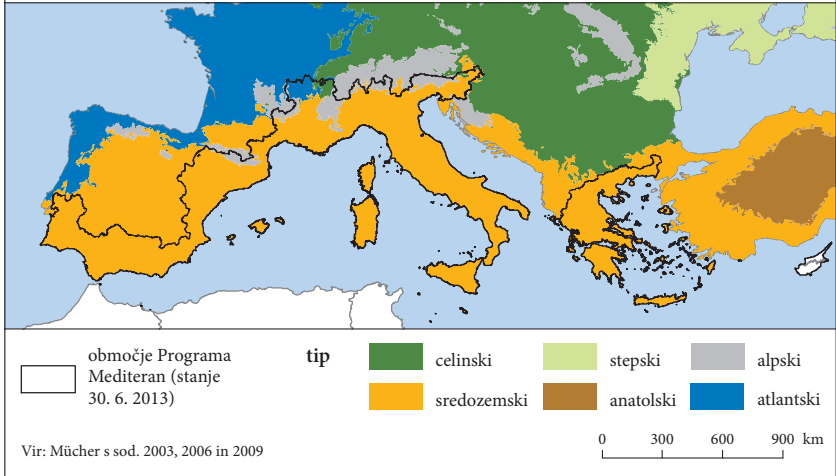 območje Programa
Mediteran (stanje
30. 6. 2013)
tip
celinski
stepski
alpski
sredozemski
anatolski
atlantski
Vir: Mücher s sod. 2003, 2006 in 2009
0 300 600 900 km